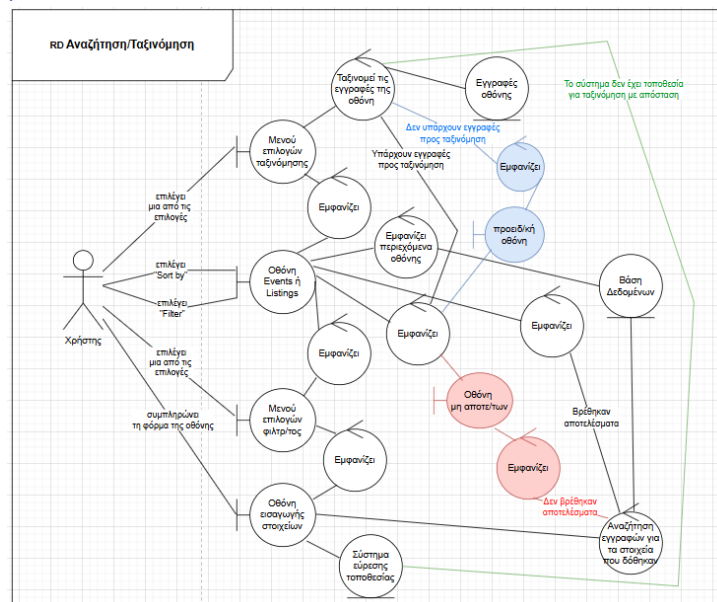 RD Αναζήτηση/Ταξινόμηση
Ταξινομεί τις
εγγραφές της
οθόνη
Εγγραφές
οθόνης
Το σύστημα δεν έχει τοποθεσία
για ταξινόμηση με απόσταση
Μενού
επιλογών
ταξινόμησης
Δεν υπάρχουν εγγραφές
προς ταξινόμηση
Υπάρχουν εγγραφές
προς ταξινόμηση
Εμφανίζει
επιλέγει
μια από τις
επιλογές
Εμφανίζει
προειδ/κή
οθόνη
Εμφανίζει
περιεχόμενα
οθόνης
επιλέγει
"Sort by"
Οθόνη
Events ή
Listings
Βάση
Δεδομένων
επιλέγει
"Filter"
Χρήστης
Εμφανίζει
Εμφανίζει
Εμφανίζει
επιλέγει
μια από τις
επιλογές
Οθόνη
μη αποτε/των
συμπληρώνει
τη φόρμα της οθόνης
Μενού
επιλογών
φιλτρ/τος
Βρέθηκαν
αποτελέσματα
Εμφανίζει
Εμφανίζει
Δεν βρέθηκαν
αποτελέσματα
Οθόνη
εισαγωγής
στοιχείων
Αναζήτηση
εγγραφών για
τα στοιχεία
που δόθηκαν
Σύστημα
εύρεσης
τοποθεσίας